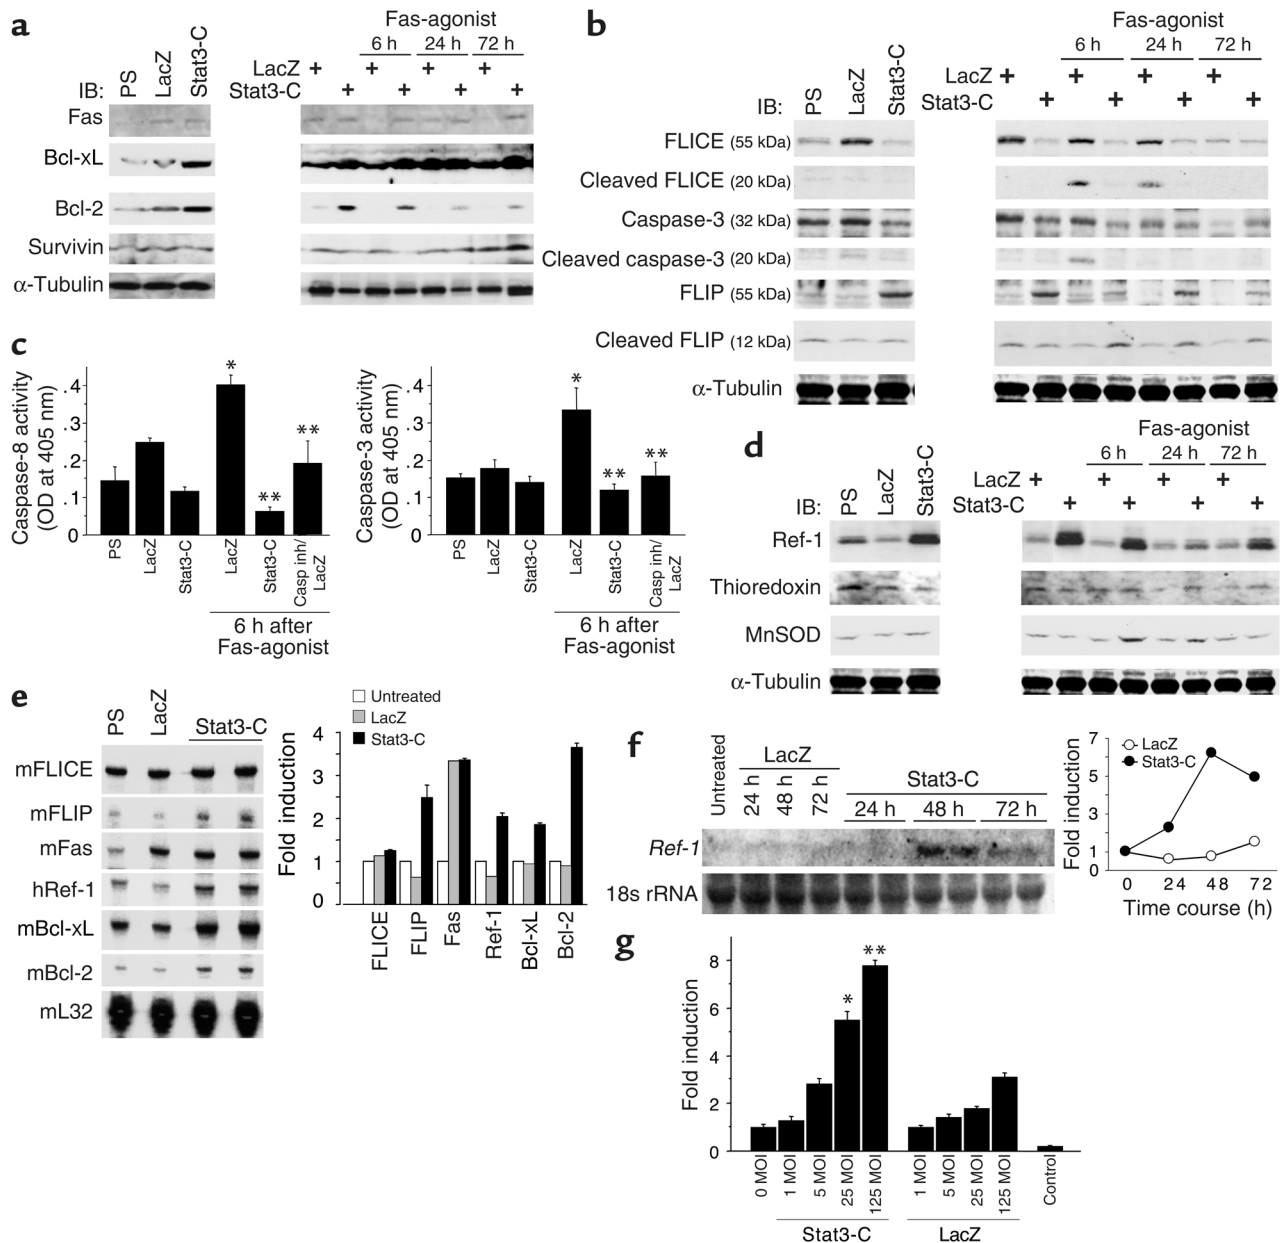 a
Fas-agonist
6 h 24 h 72 h
PS LacZ Stat3-C
LacZ + + + +
IB: Stat3-C + + + +
Fas
Bcl-xL
Bcl-2
Survivin
α-Tubulin
b
Fas-agonist
6 h 24 h 72 h
PS LacZ Stat3-C
LacZ + + + +
IB: Stat3-C + + + +
FLICE (55 kDa)
Cleaved FLICE (20 kDa)
Caspase-3 (32 kDa)
Cleaved caspase-3 (20 kDa)
FLIP (55 kDa)
Cleaved FLIP (12 kDa)
α-Tubulin
c
Caspase-8 activity
(OD at 405 nm)
.4
.3
.2
.1
0
* ** **
PS LacZ Stat3-C LacZ Stat3-C Casp inh/ LacZ
6 h after
Fas-agonist
Caspase-3 activity
(OD at 405 nm)
.4
.3
.2
.1
0
* ** **
PS LacZ Stat3-C LacZ Stat3-C Casp inh/ LacZ
6 h after
Fas-agonist
d
Fas-agonist
6 h 24 h 72 h
PS LacZ Stat3-C
LacZ + + + +
IB: Stat3-C + + + +
Ref-1
Thioredoxin
MnSOD
α-Tubulin
e
PS LacZ Stat3-C
mFLICE
mFLIP
mFas
hRef-1
mBcl-xL
mBcl-2
mL32
Untreated
LacZ
Stat3-C
Fold induction
4
3
2
1
0
FLICE FLIP Fas Ref-1 Bcl-xL Bcl-2
f
Untreated
LacZ
24 h 48 h 72 h
Stat3-C
24 h 48 h 72 h
Ref-1
18s rRNA
LacZ
Stat3-C
Fold induction
7
5
3
1
0
0 24 48 72
Time course (h)
g
Fold induction
8
6
4
2
0
* **
0 MOI 1 MOI 5 MOI 25 MOI 125 MOI 1 MOI 5 MOI 25 MOI 125 MOI Control
Stat3-C LacZ